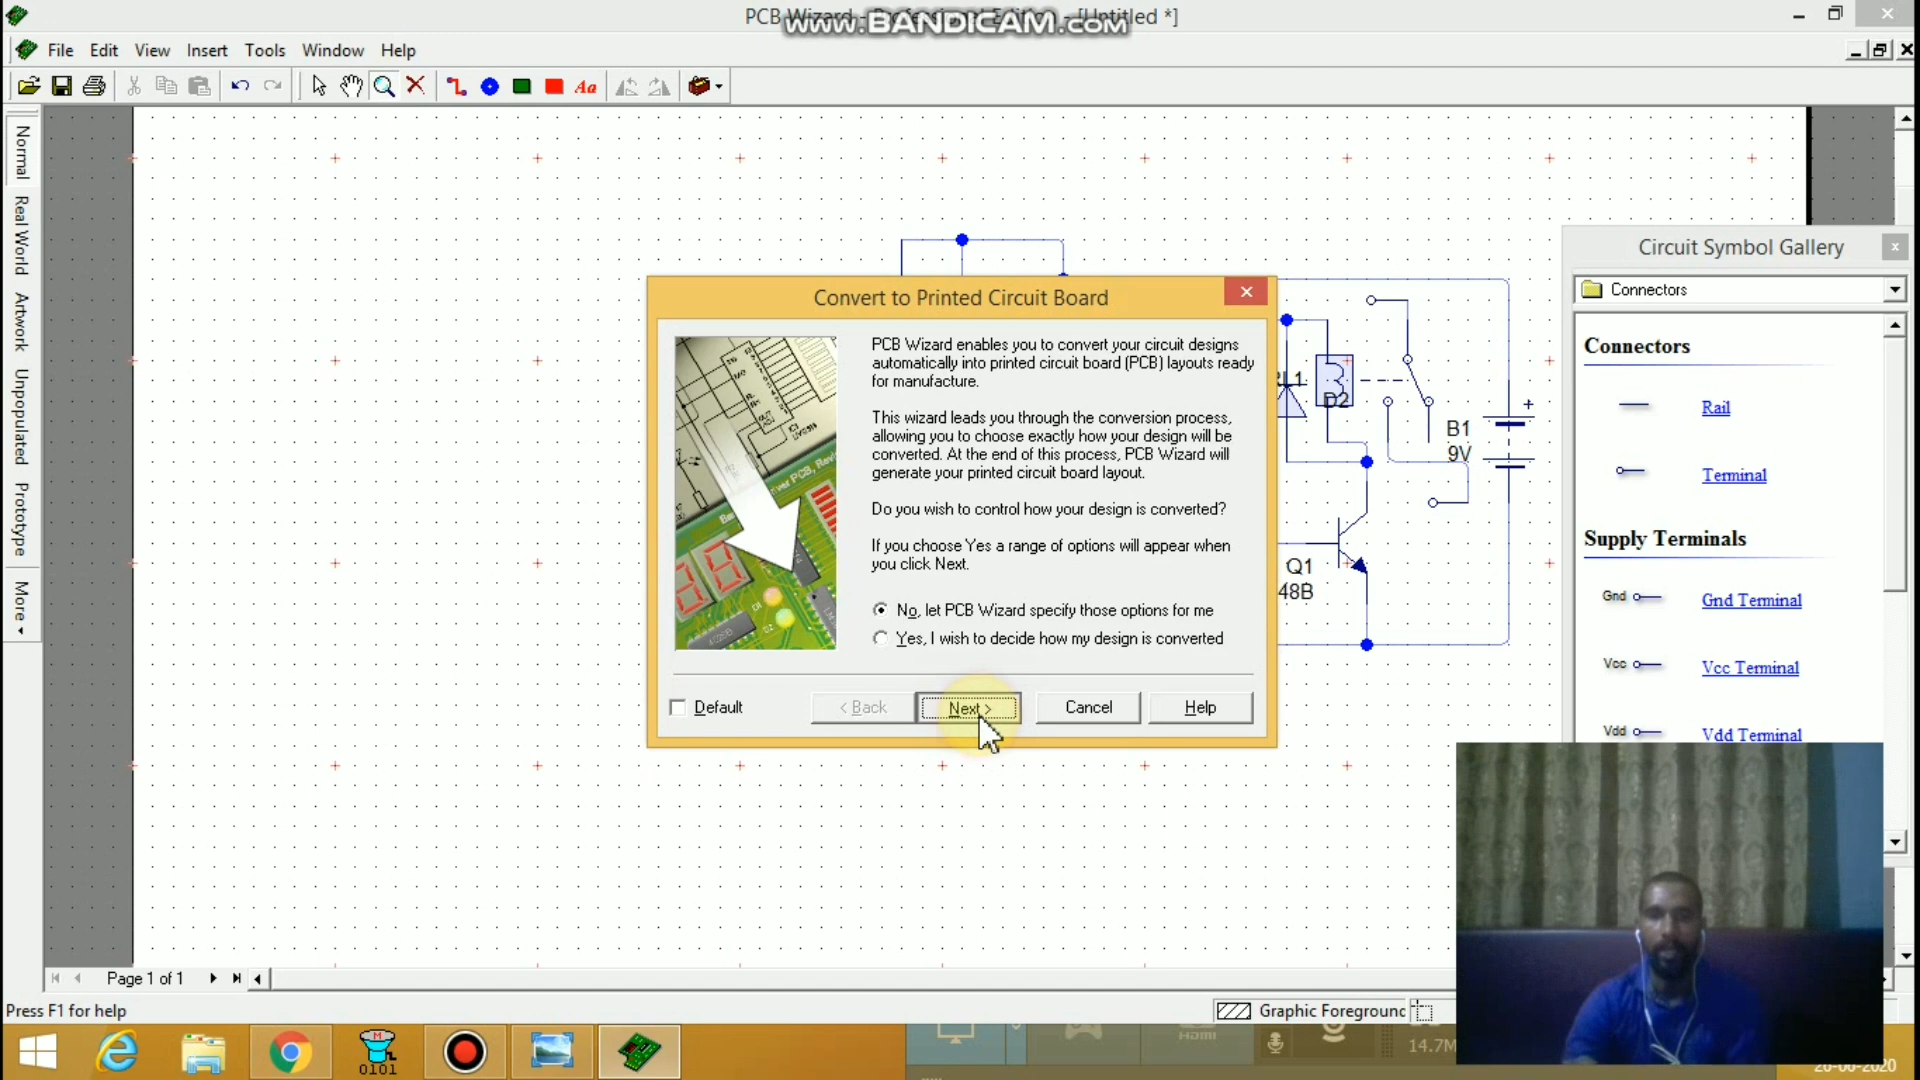 PCB Wizard - Professional Edition - [Untitled *]
www.BANDICAM.com
File Edit View Insert Tools Window Help
Aa
Normal
Real World
Artwork
Unpopulated
Prototype
More
Circuit Symbol Gallery
Connectors
Connectors
Rail
Terminal
Supply Terminals
Gnd Gnd Terminal
Vcc Vcc Terminal
Vdd Vdd Terminal
Convert to Printed Circuit Board
PCB Wizard enables you to convert your circuit designs
automatically into printed circuit board (PCB) layouts ready
for manufacture.
This wizard leads you through the conversion process,
allowing you to choose exactly how your design will be
converted. At the end of this process, PCB Wizard will
generate your printed circuit board layout.
Do you wish to control how your design is converted?
If you choose Yes a range of options will appear when
you click Next.
No, let PCB Wizard specify those options for me
Yes, I wish to decide how my design is converted
Default
< Back
Next >
Cancel
Help
D2
B1
9V
+
Q1
48B
Page 1 of 1
Press F1 for help
Graphic Foreground
M
0101
HDMI
14.7M
26-06-2020